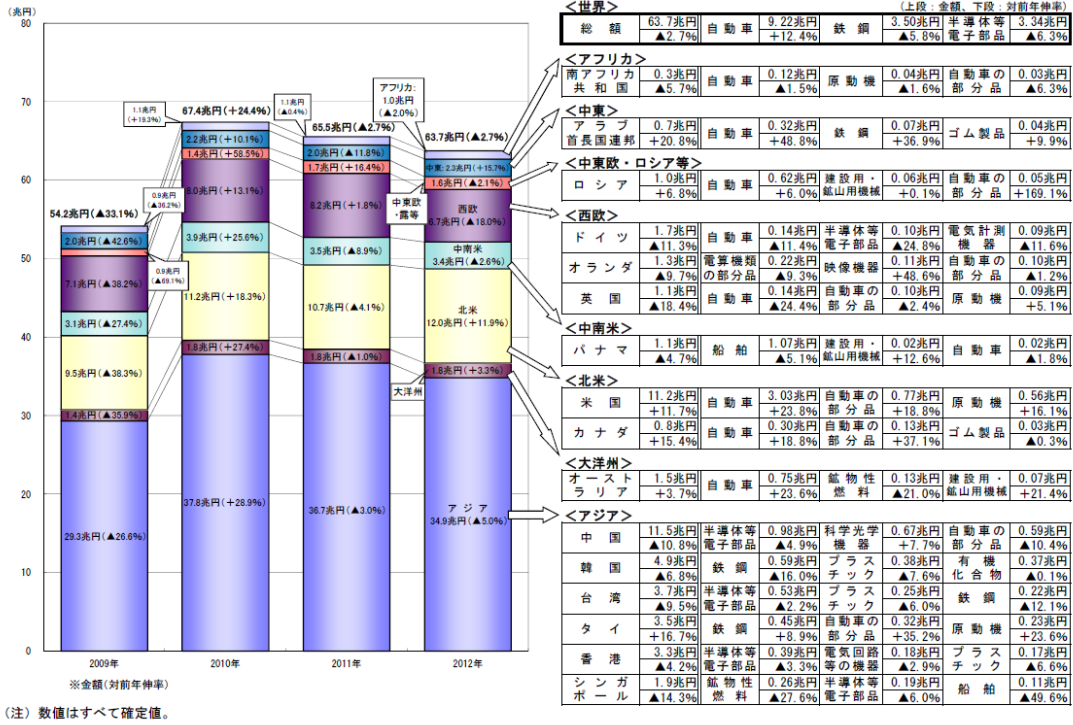 (兆円)
80
70
60
50
40
30
20
10
0
54.2兆円(▲33.1%)
0.9兆円
(▲36.2%)
2.0兆円(▲42.6%)
0.9兆円
(▲69.1%)
7.1兆円(▲38.2%)
3.1兆円(▲27.4%)
9.5兆円(▲38.3%)
1.4兆円(▲35.9%)
29.3兆円(▲26.6%)
2009年
67.4兆円(+24.4%)
1.1兆円
(+19.3%)
2.2兆円(+10.1%)
1.4兆円(+58.5%)
8.0兆円(+13.1%)
3.9兆円(+25.6%)
11.2兆円(+18.3%)
1.8兆円(+27.4%)
37.8兆円(+28.9%)
2010年
65.5兆円(▲2.7%)
1.1兆円
(▲0.4%)
2.0兆円(▲11.8%)
1.7兆円(+16.4%)
8.2兆円(+1.8%)
3.5兆円(▲8.9%)
10.7兆円(▲4.1%)
1.8兆円(▲1.0%)
36.7兆円(▲3.0%)
2011年
アフリカ:
1.0兆円
(▲2.0%)
63.7兆円(▲2.7%)
中東: 2.3兆円(+15.7%)
1.6兆円(▲2.1%)
中東欧
・露等
西欧
6.7兆円(▲18.0%)
中南米
3.4兆円(▲2.6%)
北米
12.0兆円(+11.9%)
1.8兆円(+3.3%)
大洋州
アジア
34.9兆円(▲5.0%)
2012年
※金額(対前年伸率)
(注) 数値はすべて確定値。
<世界> (上段:金額、下段:対前年伸率)
総額 63.7兆円 自動車 9.22兆円 鉄鋼 3.50兆円 半導体等 3.34兆円
▲2.7% +12.4% ▲5.8% 電子部品 ▲6.3%
<アフリカ>
南アフリカ 0.3兆円 自動車 0.12兆円 原動機 0.04兆円 自動車の 0.03兆円
共和国 ▲5.7% ▲1.5% ▲1.6% 部分品 ▲6.3%
<中東>
アラブ 0.7兆円 自動車 0.32兆円 鉄鋼 0.07兆円 ゴム製品 0.04兆円
首長国連邦 +20.8% +48.8% +36.9% +9.9%
<中東欧・ロシア等>
ロシア 1.0兆円 自動車 0.62兆円 建設用・ 0.06兆円 自動車の 0.05兆円
+6.8% +6.0% 鉱山用機械 +0.1% 部分品 +169.1%
<西欧>
ドイツ 1.7兆円 自動車 0.14兆円 半導体等 0.10兆円 電気計測 0.09兆円
▲11.3% ▲11.4% 電子部品 ▲24.8% 機器 ▲11.6%
オランダ 1.3兆円 電算機類 0.22兆円 映像機器 0.11兆円 自動車の 0.10兆円
▲9.7% の部分品 ▲9.3% +48.6% 部分品 ▲1.2%
英国 1.1兆円 自動車 0.14兆円 自動車の 0.10兆円 原動機 0.09兆円
▲18.4% ▲24.4% 部分品 ▲2.4% +5.1%
<中南米>
パナマ 1.1兆円 船舶 1.07兆円 建設用・ 0.02兆円 自動車 0.02兆円
▲4.7% ▲5.1% 鉱山用機械 +12.6% ▲1.8%
<北米>
米国 11.2兆円 自動車 3.03兆円 自動車の 0.77兆円 原動機 0.56兆円
+11.7% +23.8% 部分品 +18.8% +16.1%
カナダ 0.8兆円 自動車 0.30兆円 自動車の 0.13兆円 ゴム製品 0.03兆円
+15.4% +18.8% 部分品 +37.1% ▲0.3%
<大洋州>
オースト 1.5兆円 自動車 0.75兆円 鉱物性 0.13兆円 建設用・ 0.07兆円
ラリア +3.7% +23.6% 燃料 ▲21.0% 鉱山用機械 +21.4%
<アジア>
中国 11.5兆円 半導体等 0.98兆円 科学光学 0.67兆円 自動車の 0.59兆円
▲10.8% 電子部品 ▲4.9% 機器 +7.7% 部分品 ▲10.4%
韓国 4.9兆円 鉄鋼 0.59兆円 プラス 0.38兆円 有機 0.37兆円
▲6.8% ▲16.0% チック ▲7.6% 化合物 ▲0.1%
台湾 3.7兆円 半導体等 0.53兆円 プラス 0.25兆円 鉄鋼 0.22兆円
▲9.5% 電子部品 ▲2.2% チック ▲6.0% ▲12.1%
タイ 3.5兆円 鉄鋼 0.45兆円 自動車の 0.32兆円 原動機 0.23兆円
+16.7% +8.9% 部分品 +35.2% +23.6%
香港 3.3兆円 半導体等 0.39兆円 電気回路 0.18兆円 プラス 0.17兆円
▲4.2% 電子部品 ▲3.3% 等の機器 ▲2.9% チック ▲6.6%
シンガ 1.9兆円 鉱物性 0.26兆円 半導体等 0.19兆円 船舶 0.11兆円
ポール ▲14.3% 燃料 ▲27.6% 電子部品 ▲6.0% ▲49.6%